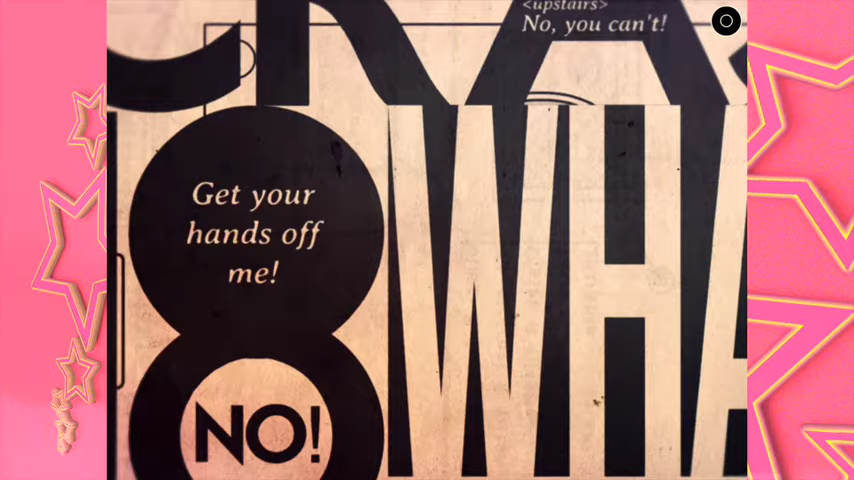 <upstairs>
No, you can't!
Get your
hands off
me!
WHA
NO!